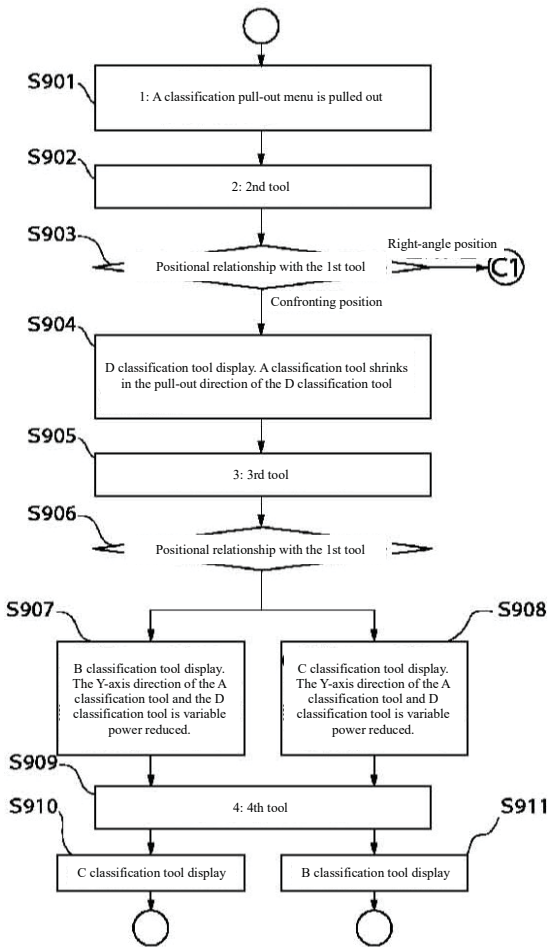 S901
1: A classification pull-out menu is pulled out
S902
2: 2nd tool
S903
Right-angle position
Positional relationship with the 1st tool
C1
Confronting position
S904
D classification tool display. A classification tool shrinks
in the pull-out direction of the D classification tool
S905
3: 3rd tool
S906
Positional relationship with the 1st tool
S907
S908
B classification tool display.
The Y-axis direction of the A
classification tool and the D
classification tool is variable
power reduced.
C classification tool display.
The Y-axis direction of the A
classification tool and D
classification tool is variable
power reduced.
S909
4: 4th tool
S910
S911
C classification tool display
B classification tool display